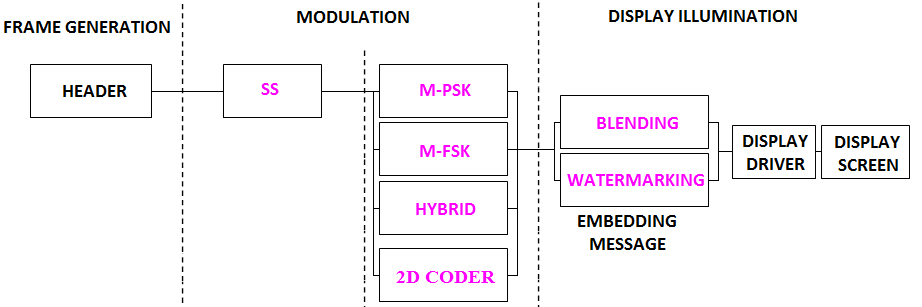 FRAME GENERATION
MODULATION
DISPLAY ILLUMINATION
HEADER
SS
M-PSK
M-FSK
HYBRID
2D CODER
BLENDING
WATERMARKING
EMBEDDING
MESSAGE
DISPLAY
DRIVER
DISPLAY
SCREEN